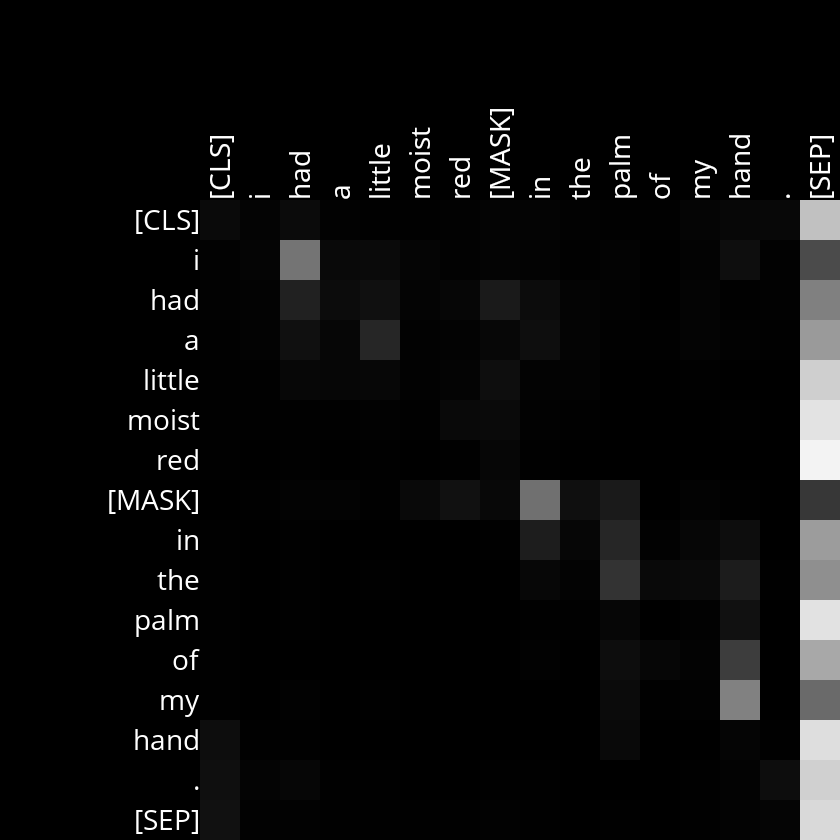 [CLS] i had a little moist red [MASK] in the palm of my hand . [SEP]
[CLS]
i
had
a
little
moist
red
[MASK]
in
the
palm
of
my
hand
.
[SEP]